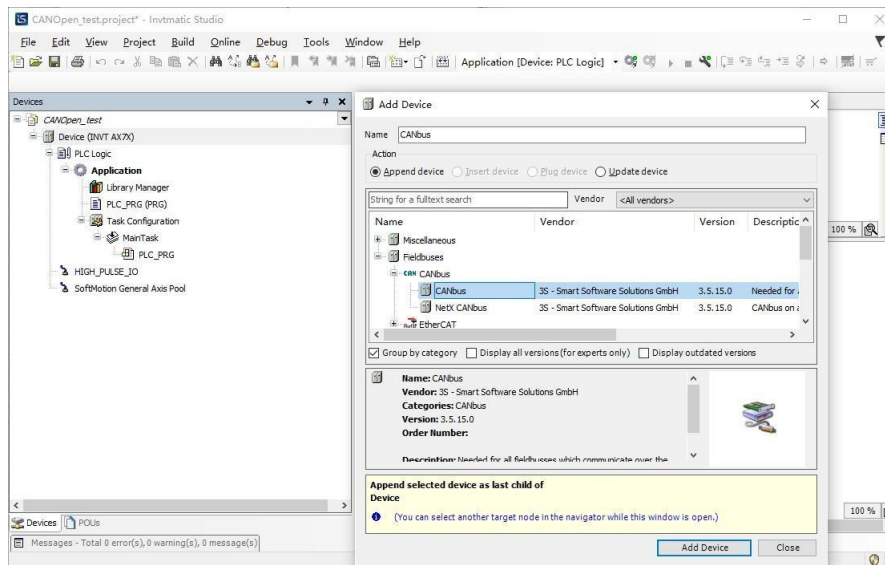 CANOpen_test.project* - Invtmatic Studio
File Edit View Project Build Online Debug Tools Window Help
Application [Device: PLC Logic]
Devices
CANOpen_test
Device (INVT AX7X)
PLC Logic
Application
Library Manager
PLC_PRG (PRG)
Task Configuration
MainTask
PLC_PRG
HIGH_PULSE_IO
SoftMotion General Axis Pool
Devices POUs
Messages - Total 0 error(s), 0 warning(s), 0 message(s)
Add Device
Name CANbus
Action
Append device Insert device Plug device Update device
String for a fulltext search Vendor <All vendors>
Name Vendor Version Descriptic
Miscellaneous
Fieldbuses
CAN CANbus
CANbus 3S - Smart Software Solutions GmbH 3.5.15.0 Needed for a
NetX CANbus 3S - Smart Software Solutions GmbH 3.5.15.0 CANbus on a
EtherCAT
Group by category Display all versions (for experts only) Display outdated versions
Name: CANbus
Vendor: 3S - Smart Software Solutions GmbH
Categories: CANbus
Version: 3.5.15.0
Order Number:
Description: Needed for all fieldbusses which communicate over the
Append selected device as last child of
Device
(You can select another target node in the navigator while this window is open.)
Add Device Close
100 %
100 %